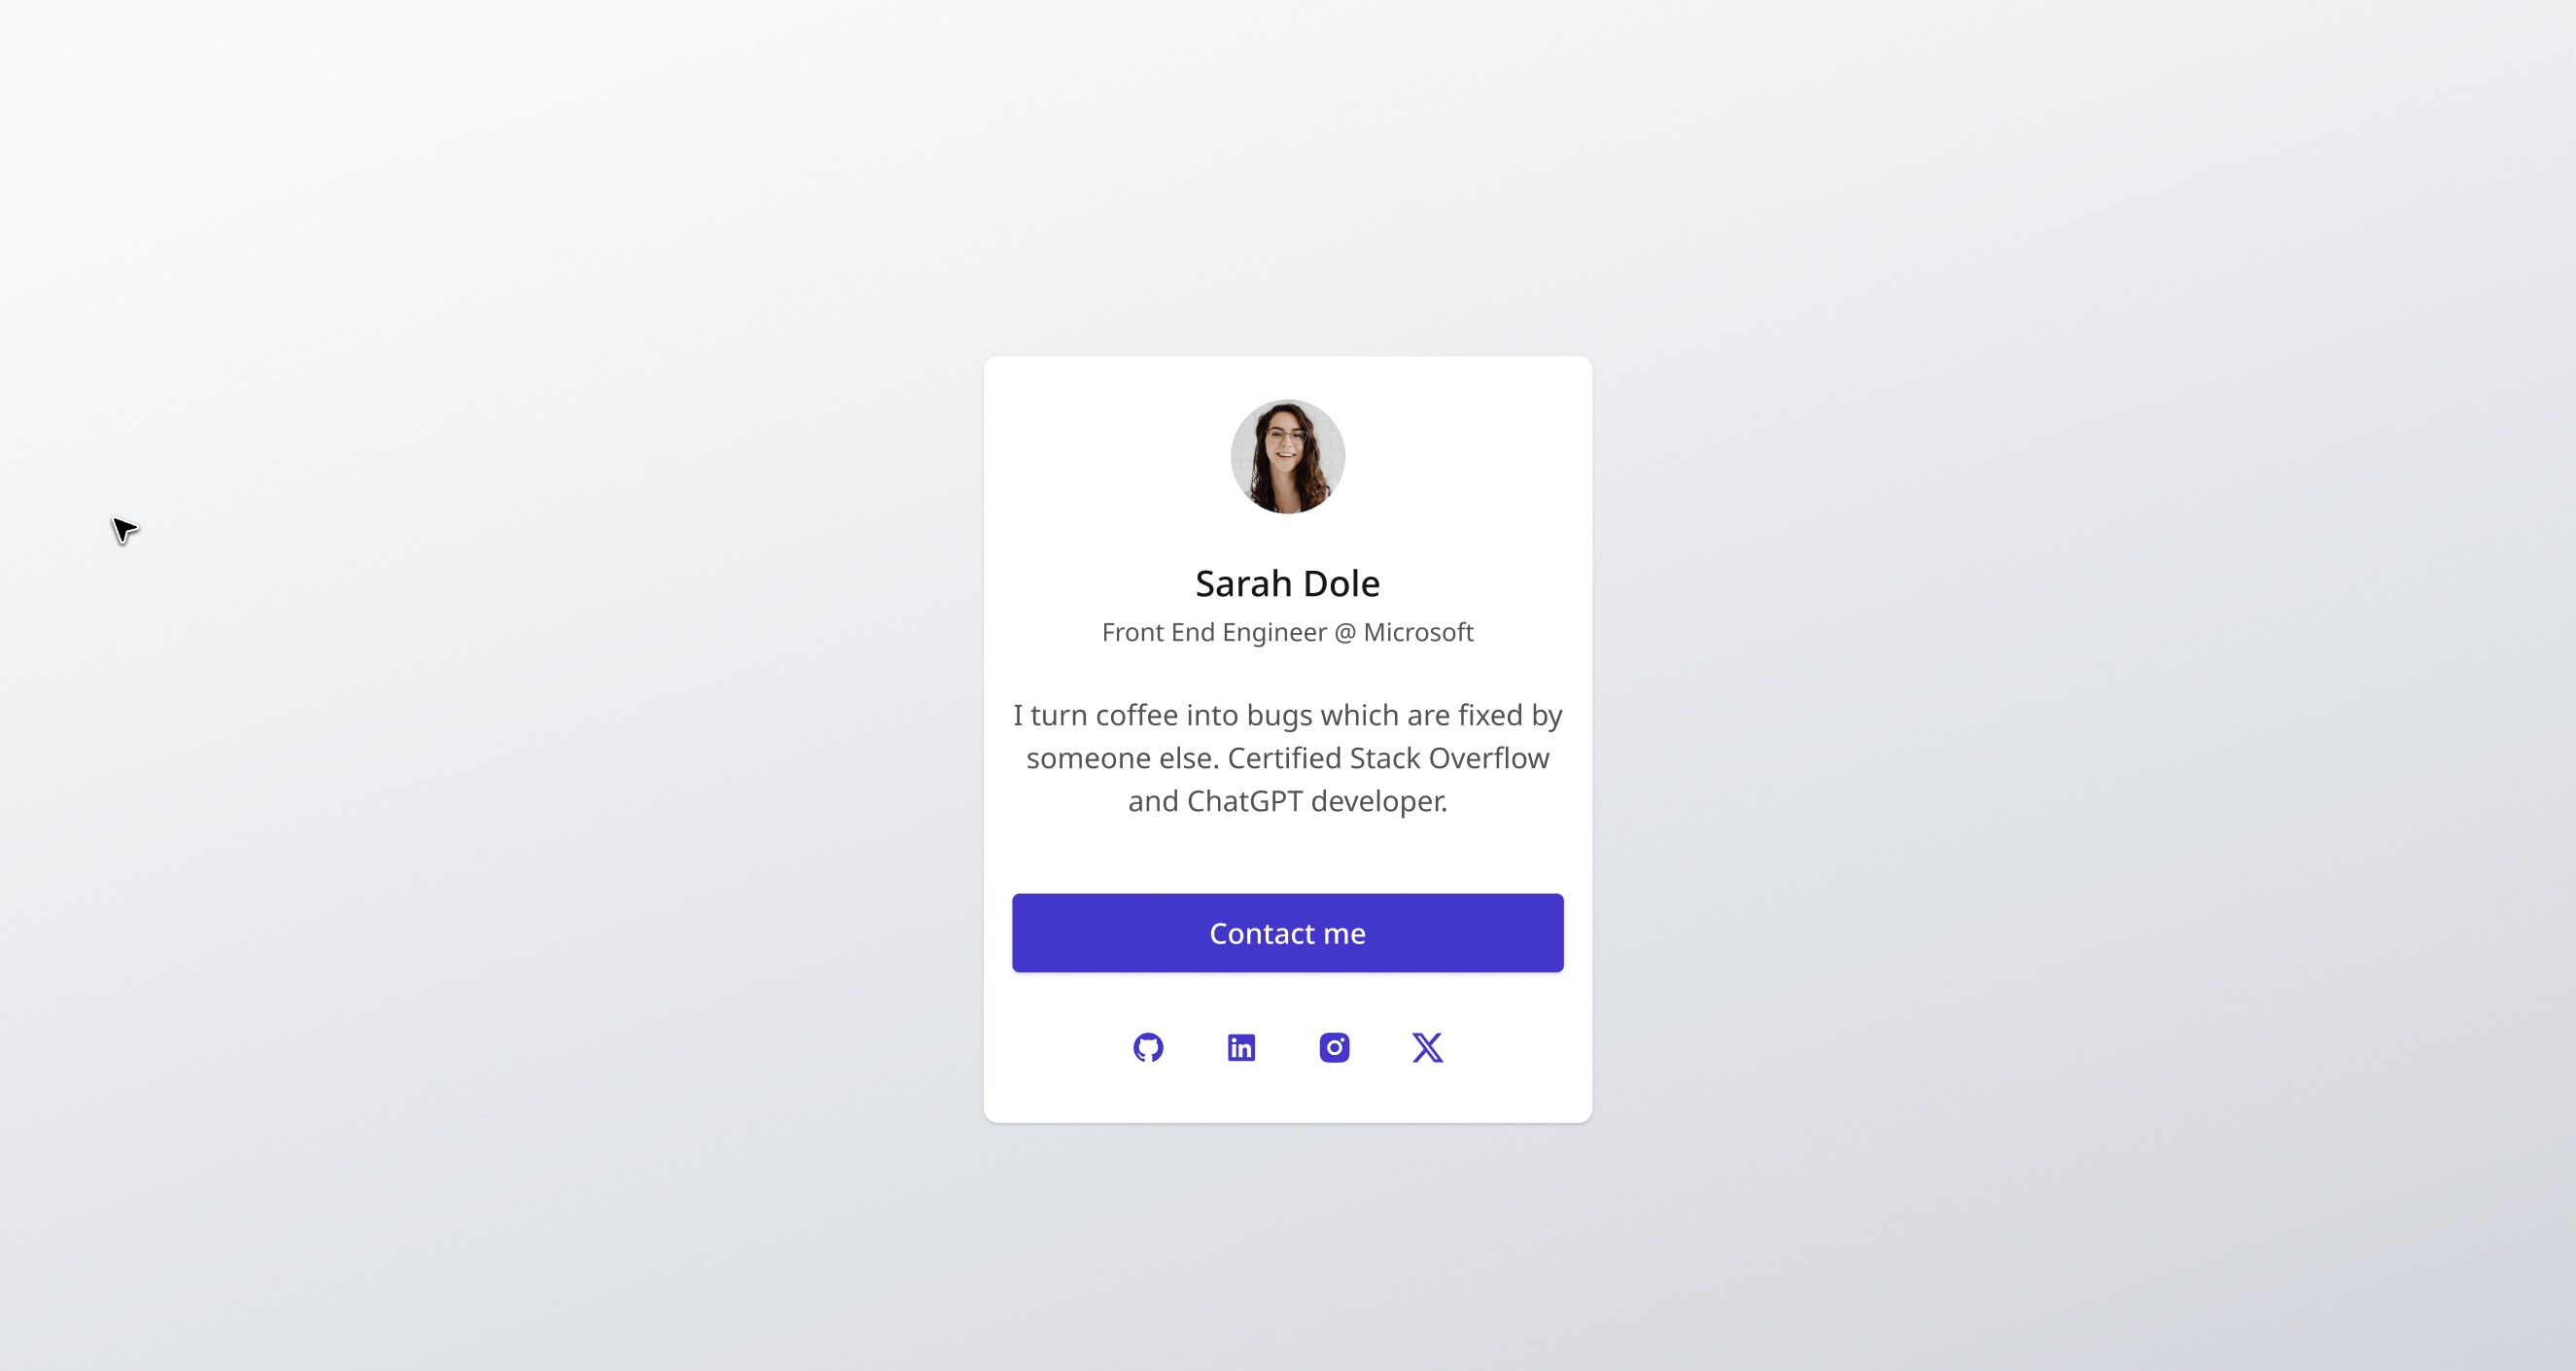 Sarah Dole
Front End Engineer @ Microsoft
I turn coffee into bugs which are fixed by
someone else. Certified Stack Overflow
and ChatGPT developer.
Contact me
in